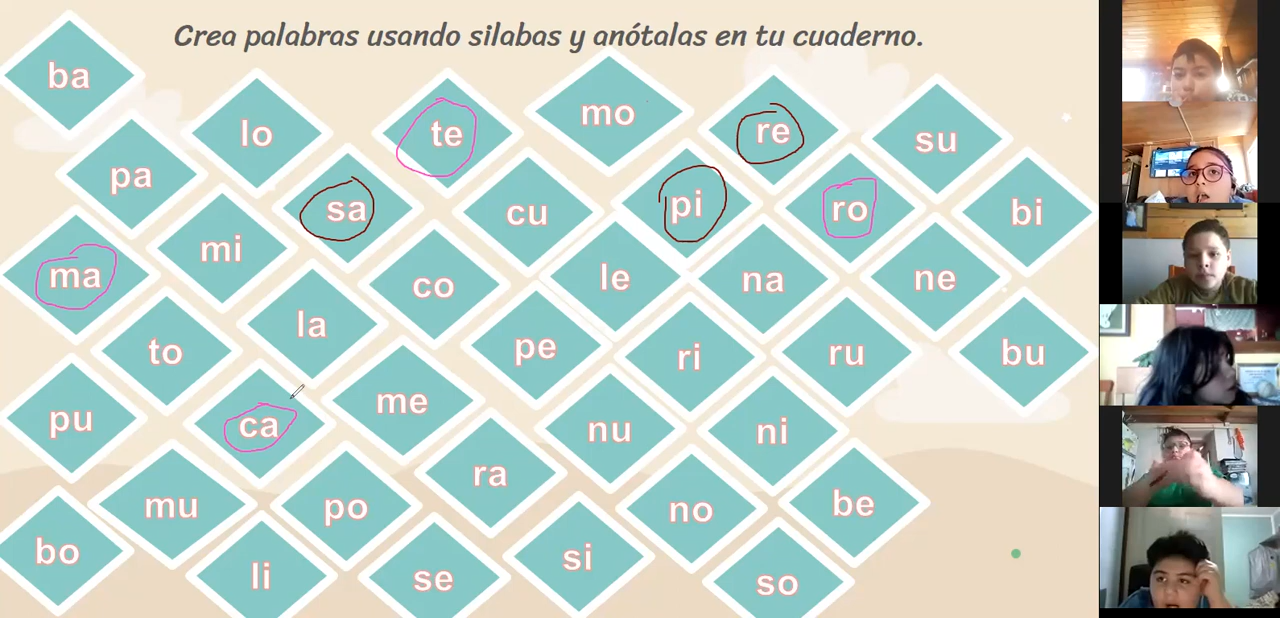 Crea palabras usando silabas y anótalas en tu cuaderno.
ba
lo
te
mo
re
su
pa
sa
cu
pi
ro
bi
ma
mi
co
le
na
ne
to
la
pe
ri
ru
bu
pu
ca
me
nu
ni
mu
po
ra
no
be
bo
li
se
si
so